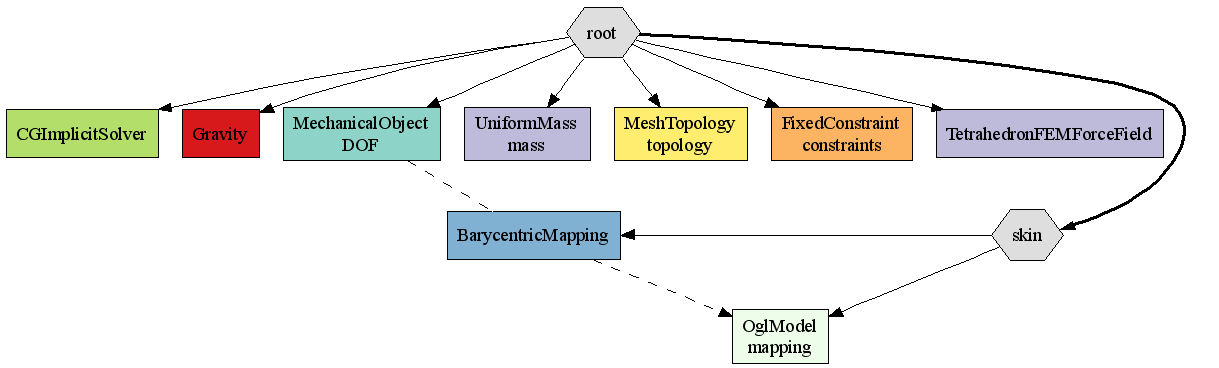 root
CGImplicitSolver
Gravity
MechanicalObject
DOF
UniformMass
mass
MeshTopology
topology
FixedConstraint
constraints
TetrahedronFEMForceField
BarycentricMapping
skin
OglModel
mapping